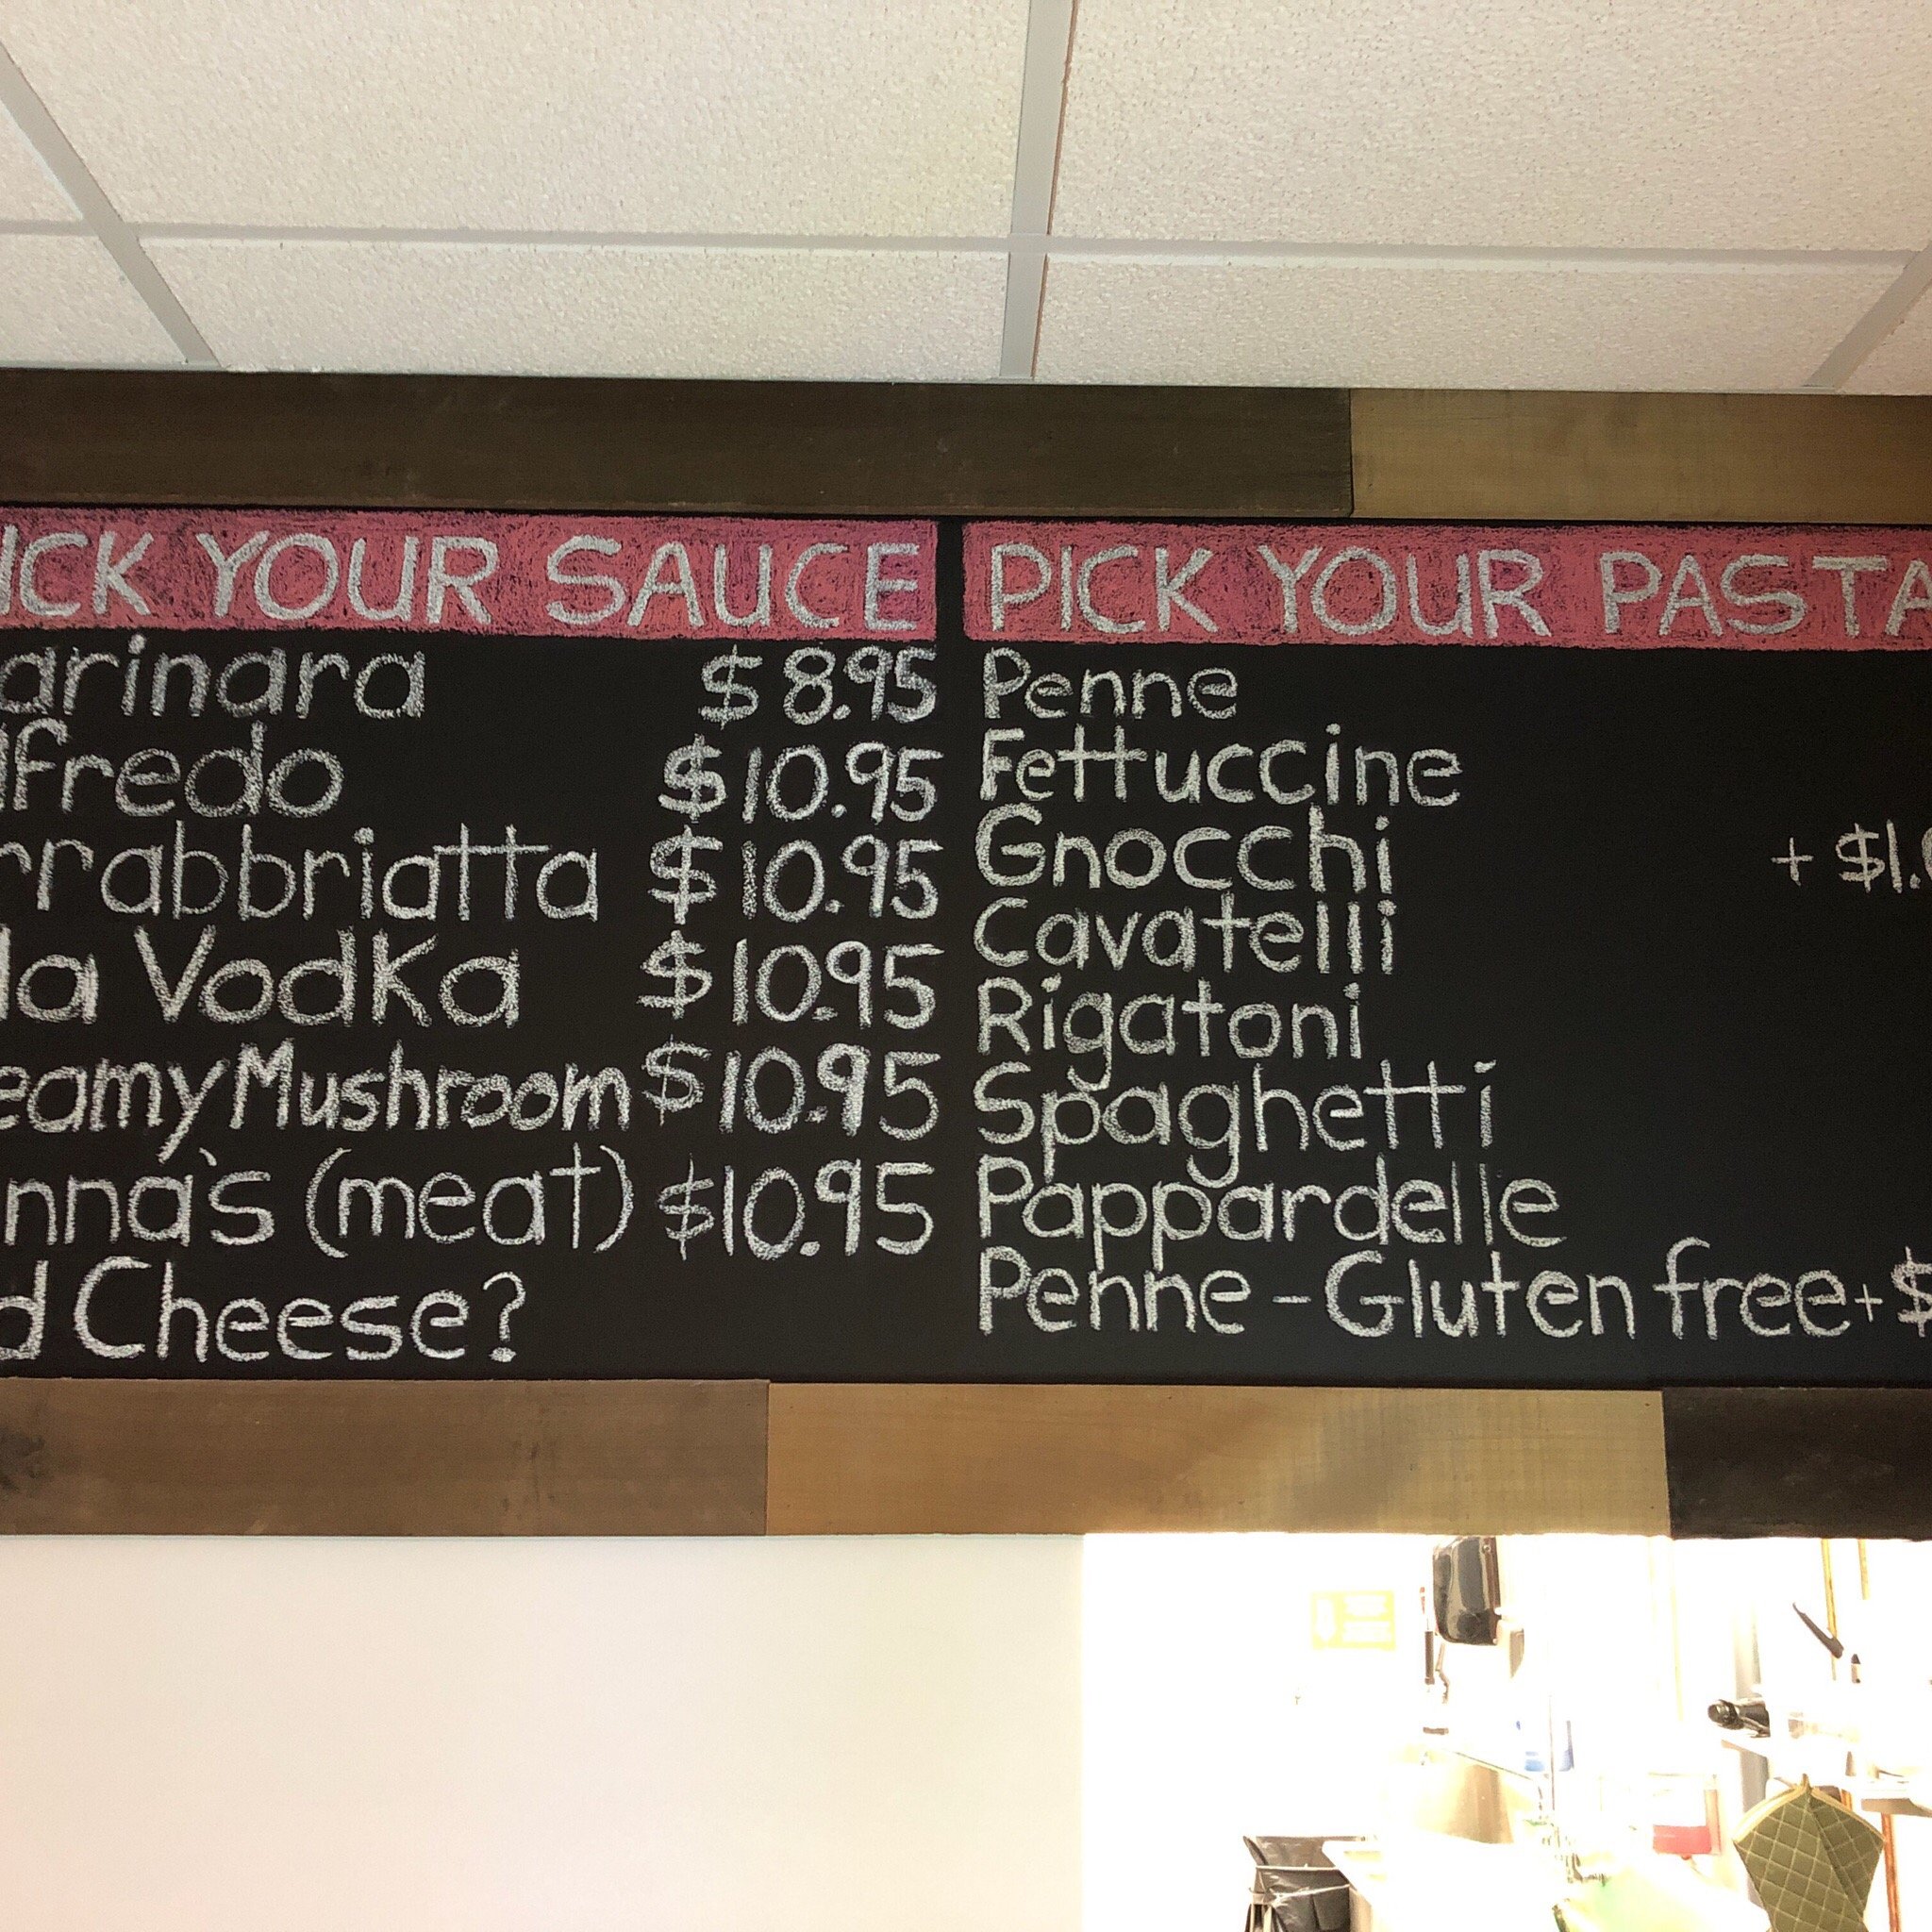 ICK YOUR SAUCE
arinara $8.95
lfredo $10.95
rrabbriatta $10.95
la Vodka $10.95
eamy Mushroom $10.95
nna's (meat) $10.95
d Cheese?
PICK YOUR PASTA
Penne
Fettuccine
Gnocchi + $1.0
Cavatelli
Rigatoni
Spaghetti
Pappardelle
Penne - Gluten free + $